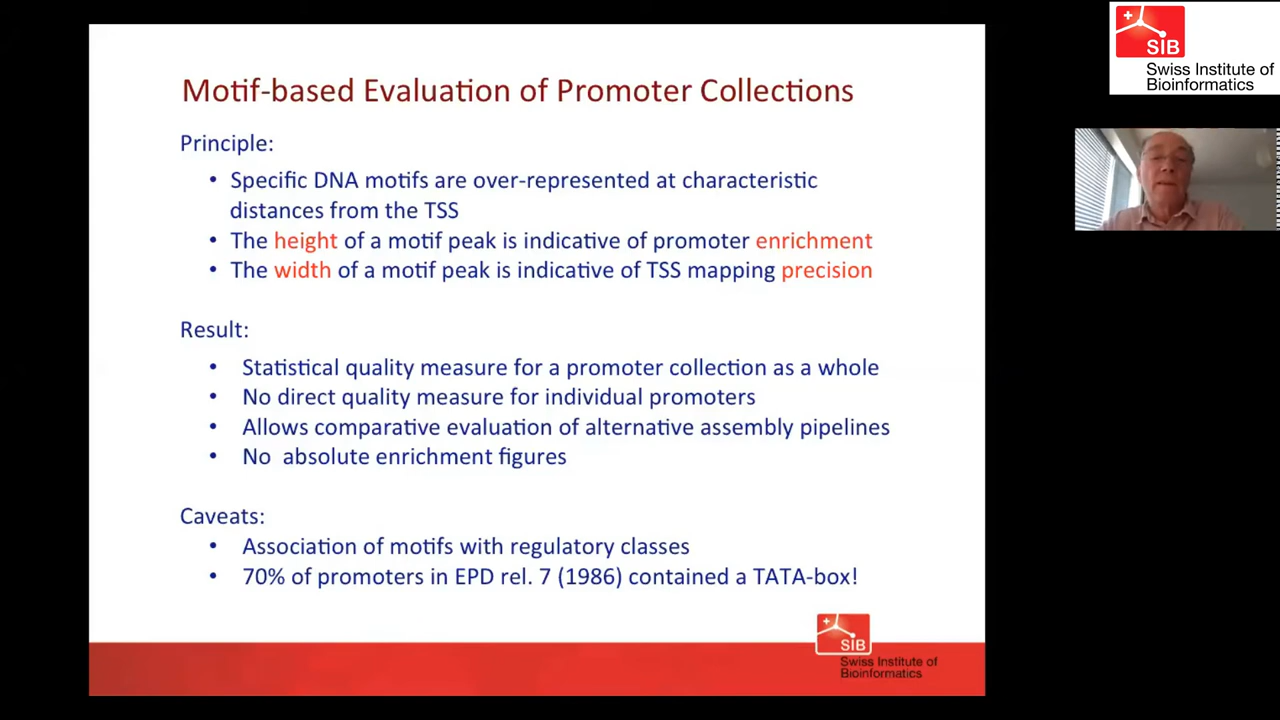 Motif-based Evaluation of Promoter Collections
Principle:
• Specific DNA motifs are over-represented at characteristic
distances from the TSS
• The height of a motif peak is indicative of promoter enrichment
• The width of a motif peak is indicative of TSS mapping precision
Result:
• Statistical quality measure for a promoter collection as a whole
• No direct quality measure for individual promoters
• Allows comparative evaluation of alternative assembly pipelines
• No absolute enrichment figures
Caveats:
• Association of motifs with regulatory classes
• 70% of promoters in EPD rel. 7 (1986) contained a TATA-box!
SIB
Swiss Institute of
Bioinformatics
SIB
Swiss Institute of
Bioinformatics